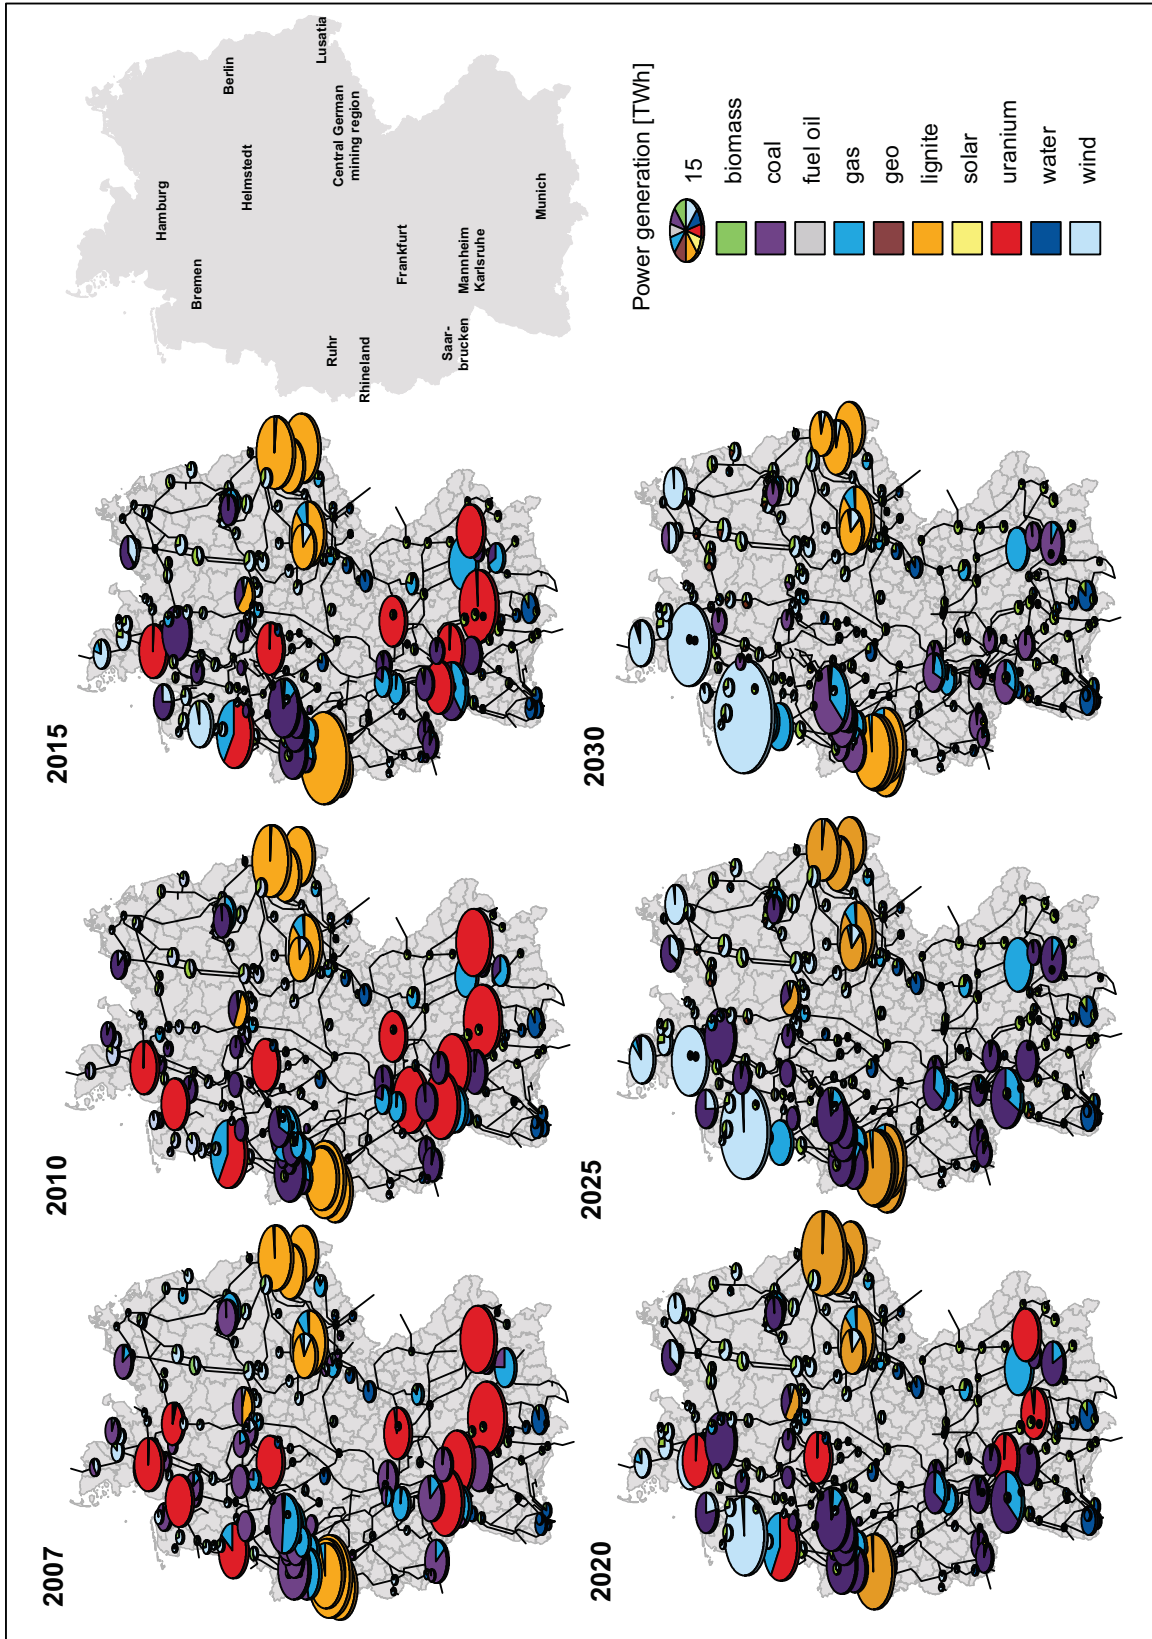 2007
2010
2015
Hamburg
Bremen
Berlin
Helmstedt
Lusatia
Ruhr
Central German
mining region
Rhineland
Frankfurt
Saar-
brucken
Mannheim
Karlsruhe
Munich
2020
2025
2030
Power generation [TWh]
15
biomass
coal
fuel oil
gas
geo
lignite
solar
uranium
water
wind